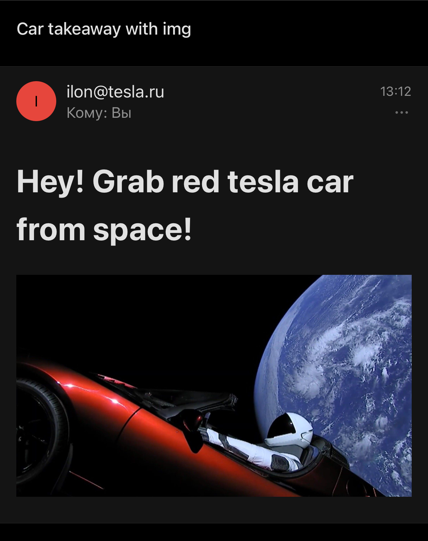 Car takeaway with img
I
ilon@tesla.ru
13:12
Кому: Вы
Hey! Grab red tesla car
from space!